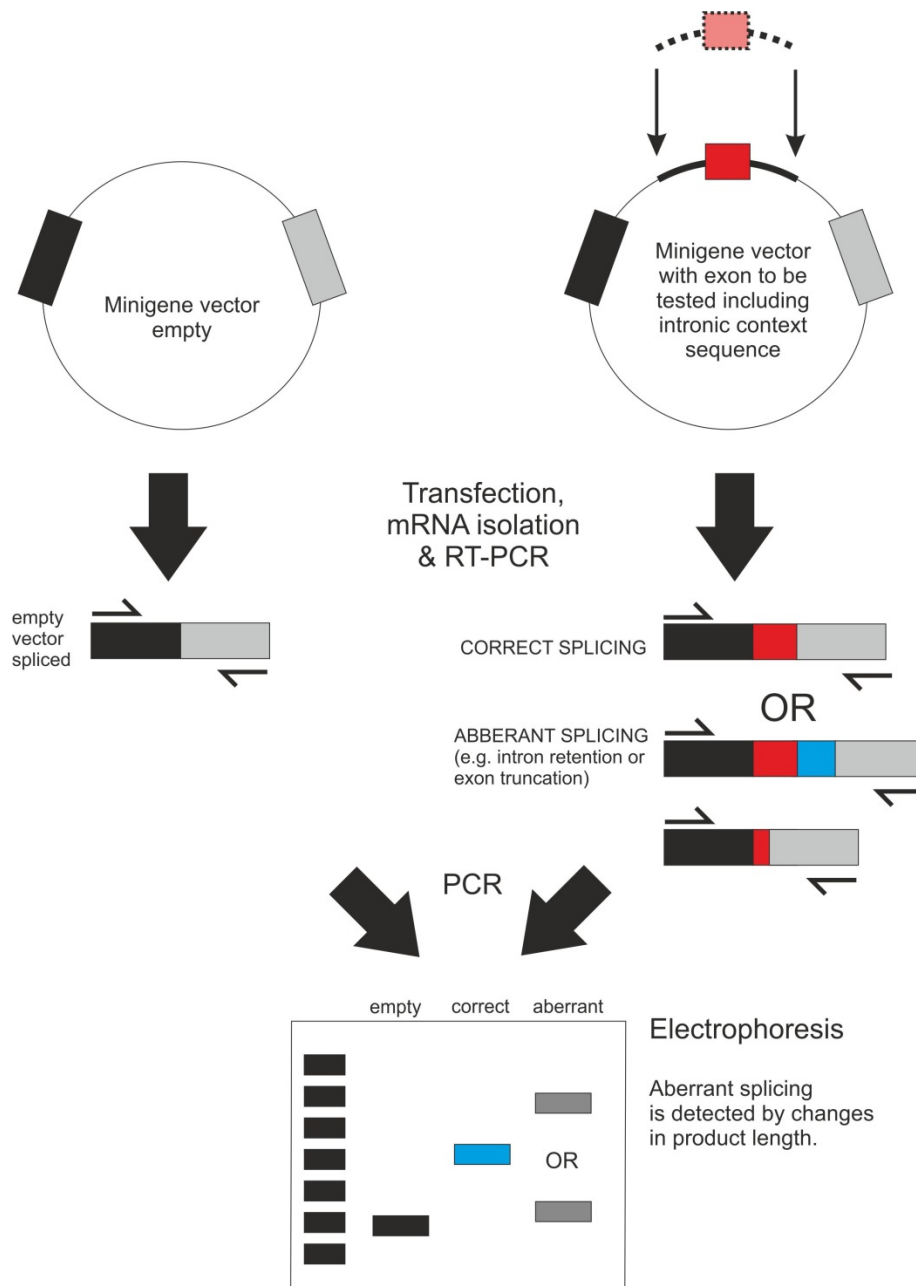 Minigene vector
empty
Minigene vector
with exon to be
tested including
intronic context
sequence
Transfection,
mRNA isolation
& RT-PCR
empty
vector
spliced
CORRECT SPLICING
OR
ABBERANT SPLICING
(e.g. intron retention or
exon truncation)
PCR
empty correct aberrant
OR
Electrophoresis
Aberrant splicing
is detected by changes
in product length.